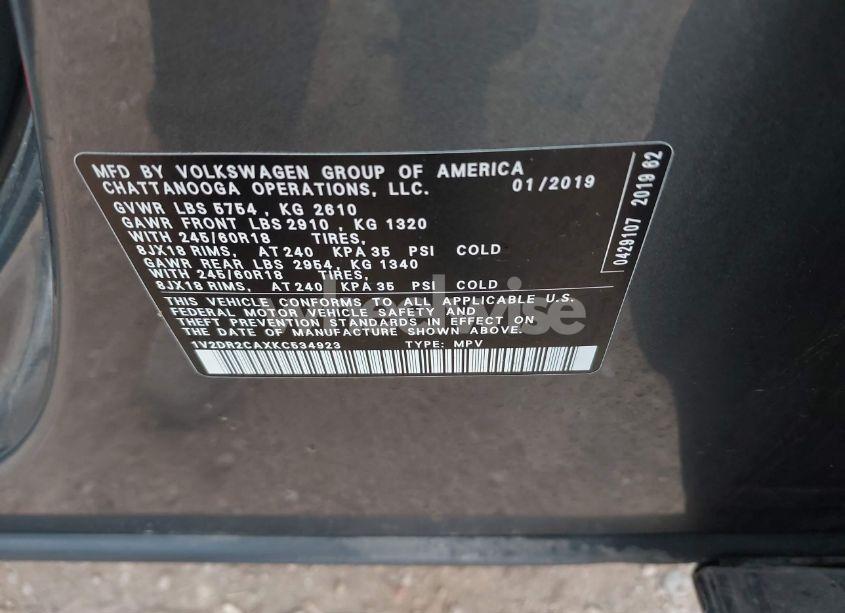 MFD BY VOLKSWAGEN GROUP OF AMERICA
CHATTANOOGA OPERATIONS, LLC. 01/2019
GVWR LBS 5754 , KG 2610
GAWR FRONT LBS 2910 , KG 1320
WITH 245/60R18 TIRES,
8JX18 RIMS, AT 240 KPA 35 PSI COLD
GAWR REAR LBS 2954, KG 1340
WITH 245/60R18 TIRES,
8JX18 RIMS, AT 240 KPA 35 PSI COLD
THIS VEHICLE CONFORMS TO ALL APPLICABLE U.S.
FEDERAL MOTOR VEHICLE SAFETY AND
THEFT PREVENTION STANDARDS IN EFFECT ON
THE DATE OF MANUFACTURE SHOWN ABOVE.
1V2DR2CAXKC534923 TYPE: MPV
0429107 2019 62
wheelwise